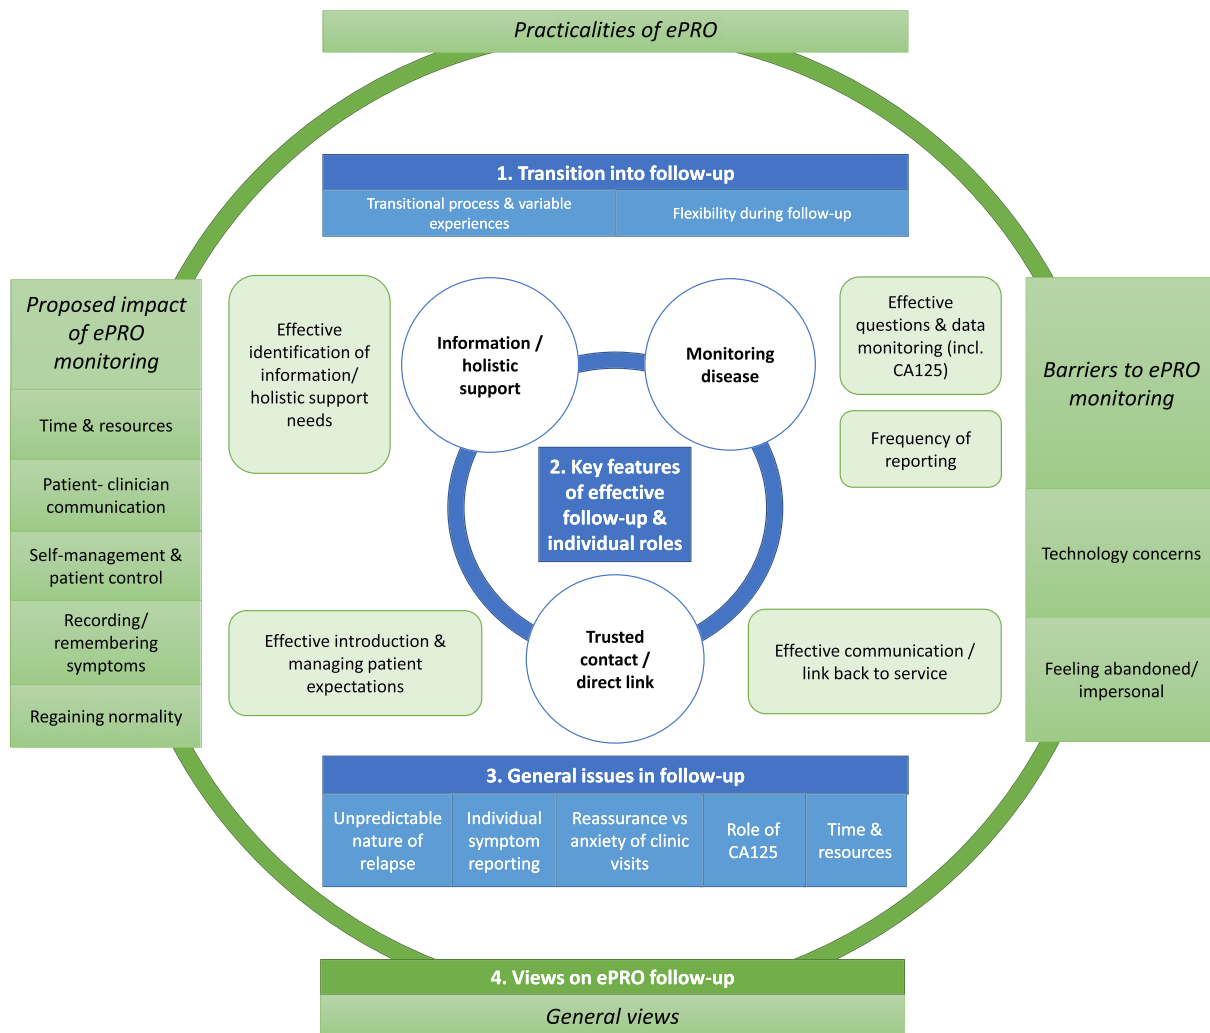 Practicalities of ePRO
1. Transition into follow-up
Transitional process & variable
experiences
Flexibility during follow-up
Proposed impact
of ePRO
monitoring
Time & resources
Patient- clinician
communication
Self-management &
patient control
Recording/
remembering
symptoms
Regaining normality
Effective
identification of
information/
holistic support
needs
Information /
holistic
support
Monitoring
disease
Effective
questions & data
monitoring (incl.
CA125)
Frequency of
reporting
Barriers to ePRO
monitoring
Technology concerns
Feeling abandoned/
impersonal
2. Key features
of effective
follow-up &
individual roles
Effective introduction &
managing patient
expectations
Trusted
contact /
direct link
Effective communication /
link back to service
3. General issues in follow-up
Unpredictable
nature of
relapse
Individual
symptom
reporting
Reassurance vs
anxiety of clinic
visits
Role of
CA125
Time &
resources
4. Views on ePRO follow-up
General views